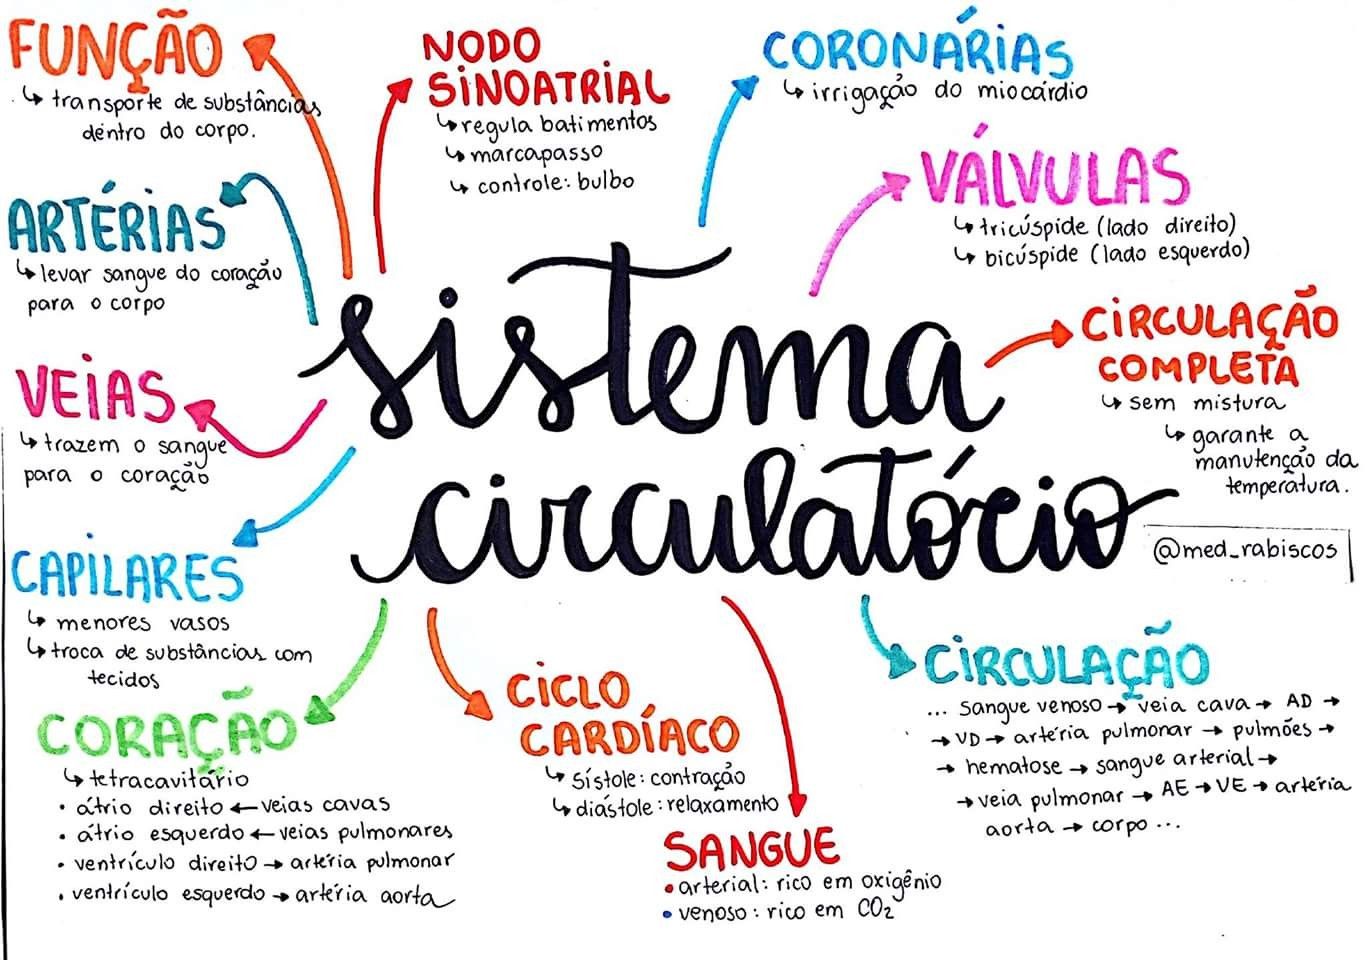 FUNÇÃO
↳ transporte de substâncias
dentro do corpo.
NODO
SINOATRIAL
↳ regula batimentos
↳ marcapasso
↳ controle: bulbo
CORONÁRIAS
↳ irrigação do miocárdio
VÁLVULAS
↳ tricúspide (lado direito)
↳ bicúspide (lado esquerdo)
ARTÉRIAS
↳ levar sangue do coração
para o corpo
sistema
circulatório
CIRCULAÇÃO
COMPLETA
↳ sem mistura
↳ garante a
manutenção da
temperatura.
@med_rabiscos
VEIAS
↳ trazem o sangue
para o coração
CAPILARES
↳ menores vasos
↳ troca de substâncias com
tecidos
CORAÇÃO
↳ tetracavitário
• átrio direito ← veias cavas
• átrio esquerdo ← veias pulmonares
• ventrículo direito → artéria pulmonar
• ventrículo esquerdo → artéria aorta
CICLO
CARDÍACO
↳ sístole: contração
↳ diástole: relaxamento
SANGUE
• arterial: rico em oxigênio
• venoso: rico em CO₂
CIRCULAÇÃO
... sangue venoso → veia cava → AD →
→ VD → artéria pulmonar → pulmões →
→ hematose → sangue arterial →
→ veia pulmonar → AE → VE → artéria
aorta → corpo ...